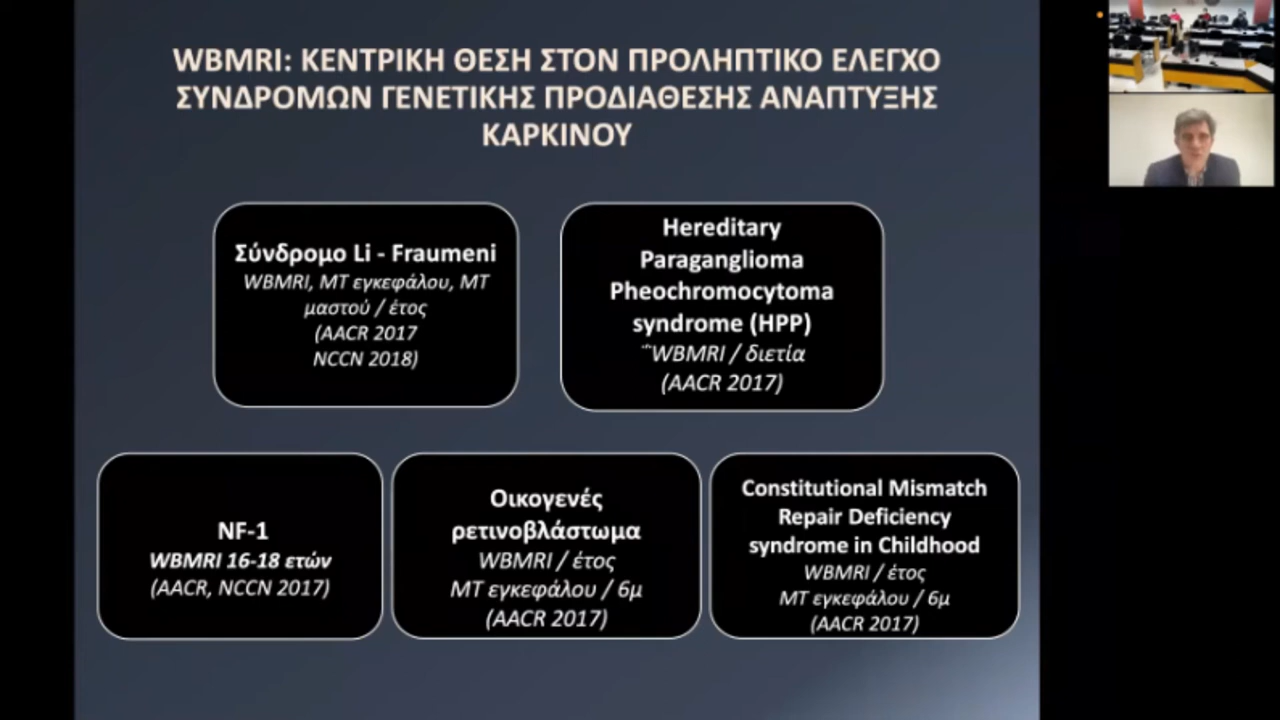 WBMRI: ΚΕΝΤΡΙΚΗ ΘΕΣΗ ΣΤΟΝ ΠΡΟΛΗΠΤΙΚΟ ΕΛΕΓΧΟ
ΣΥΝΔΡΟΜΩΝ ΓΕΝΕΤΙΚΗΣ ΠΡΟΔΙΑΘΕΣΗΣ ΑΝΑΠΤΥΞΗΣ
ΚΑΡΚΙΝΟΥ
Σύνδρομο Li - Fraumeni
WBMRI, ΜΤ εγκεφάλου, ΜΤ
μαστού / έτος
(AACR 2017
NCCN 2018)
Hereditary
Paraganglioma
Pheochromocytoma
syndrome (HPP)
¨WBMRI / διετία
(AACR 2017)
NF-1
WBMRI 16-18 ετών
(AACR, NCCN 2017)
Οικογενές
ρετινοβλάστωμα
WBMRI / έτος
ΜΤ εγκεφάλου / 6μ
(AACR 2017)
Constitutional Mismatch
Repair Deficiency
syndrome in Childhood
WBMRI / έτος
ΜΤ εγκεφάλου / 6μ
(AACR 2017)